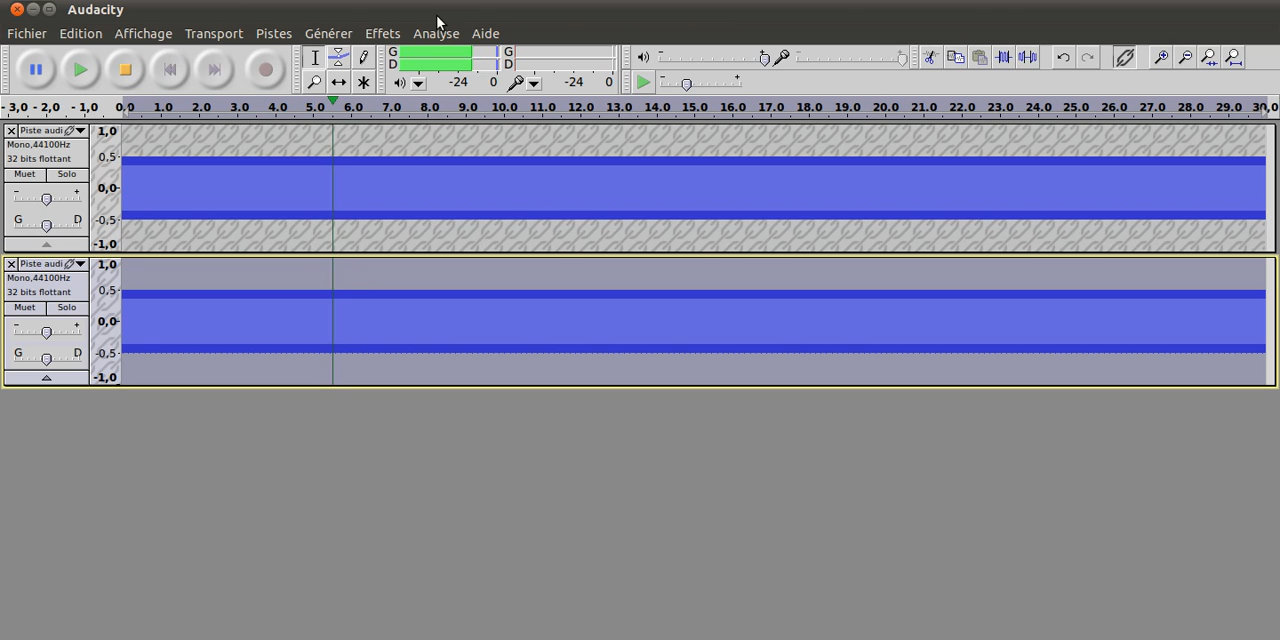 Audacity
Fichier Edition Affichage Transport Pistes Générer Effets Analyse Aide
G G
D D
-24 0 -24 0
- + - +
- 3,0 - 2,0 - 1,0 0,0 1.0 2.0 3.0 4.0 5.0 6.0 7.0 8.0 9.0 10.0 11.0 12.0 13.0 14.0 15.0 16.0 17.0 18.0 19.0 20.0 21.0 22.0 23.0 24.0 25.0 26.0 27.0 28.0 29.0 30,0
Piste audi 1,0
Mono,44100Hz
32 bits flottant 0,5-
Muet Solo
- + 0,0-
G D -0,5-
-1,0
Piste audi 1,0
Mono,44100Hz
32 bits flottant 0,5-
Muet Solo
- + 0,0-
G D -0,5-
-1,0